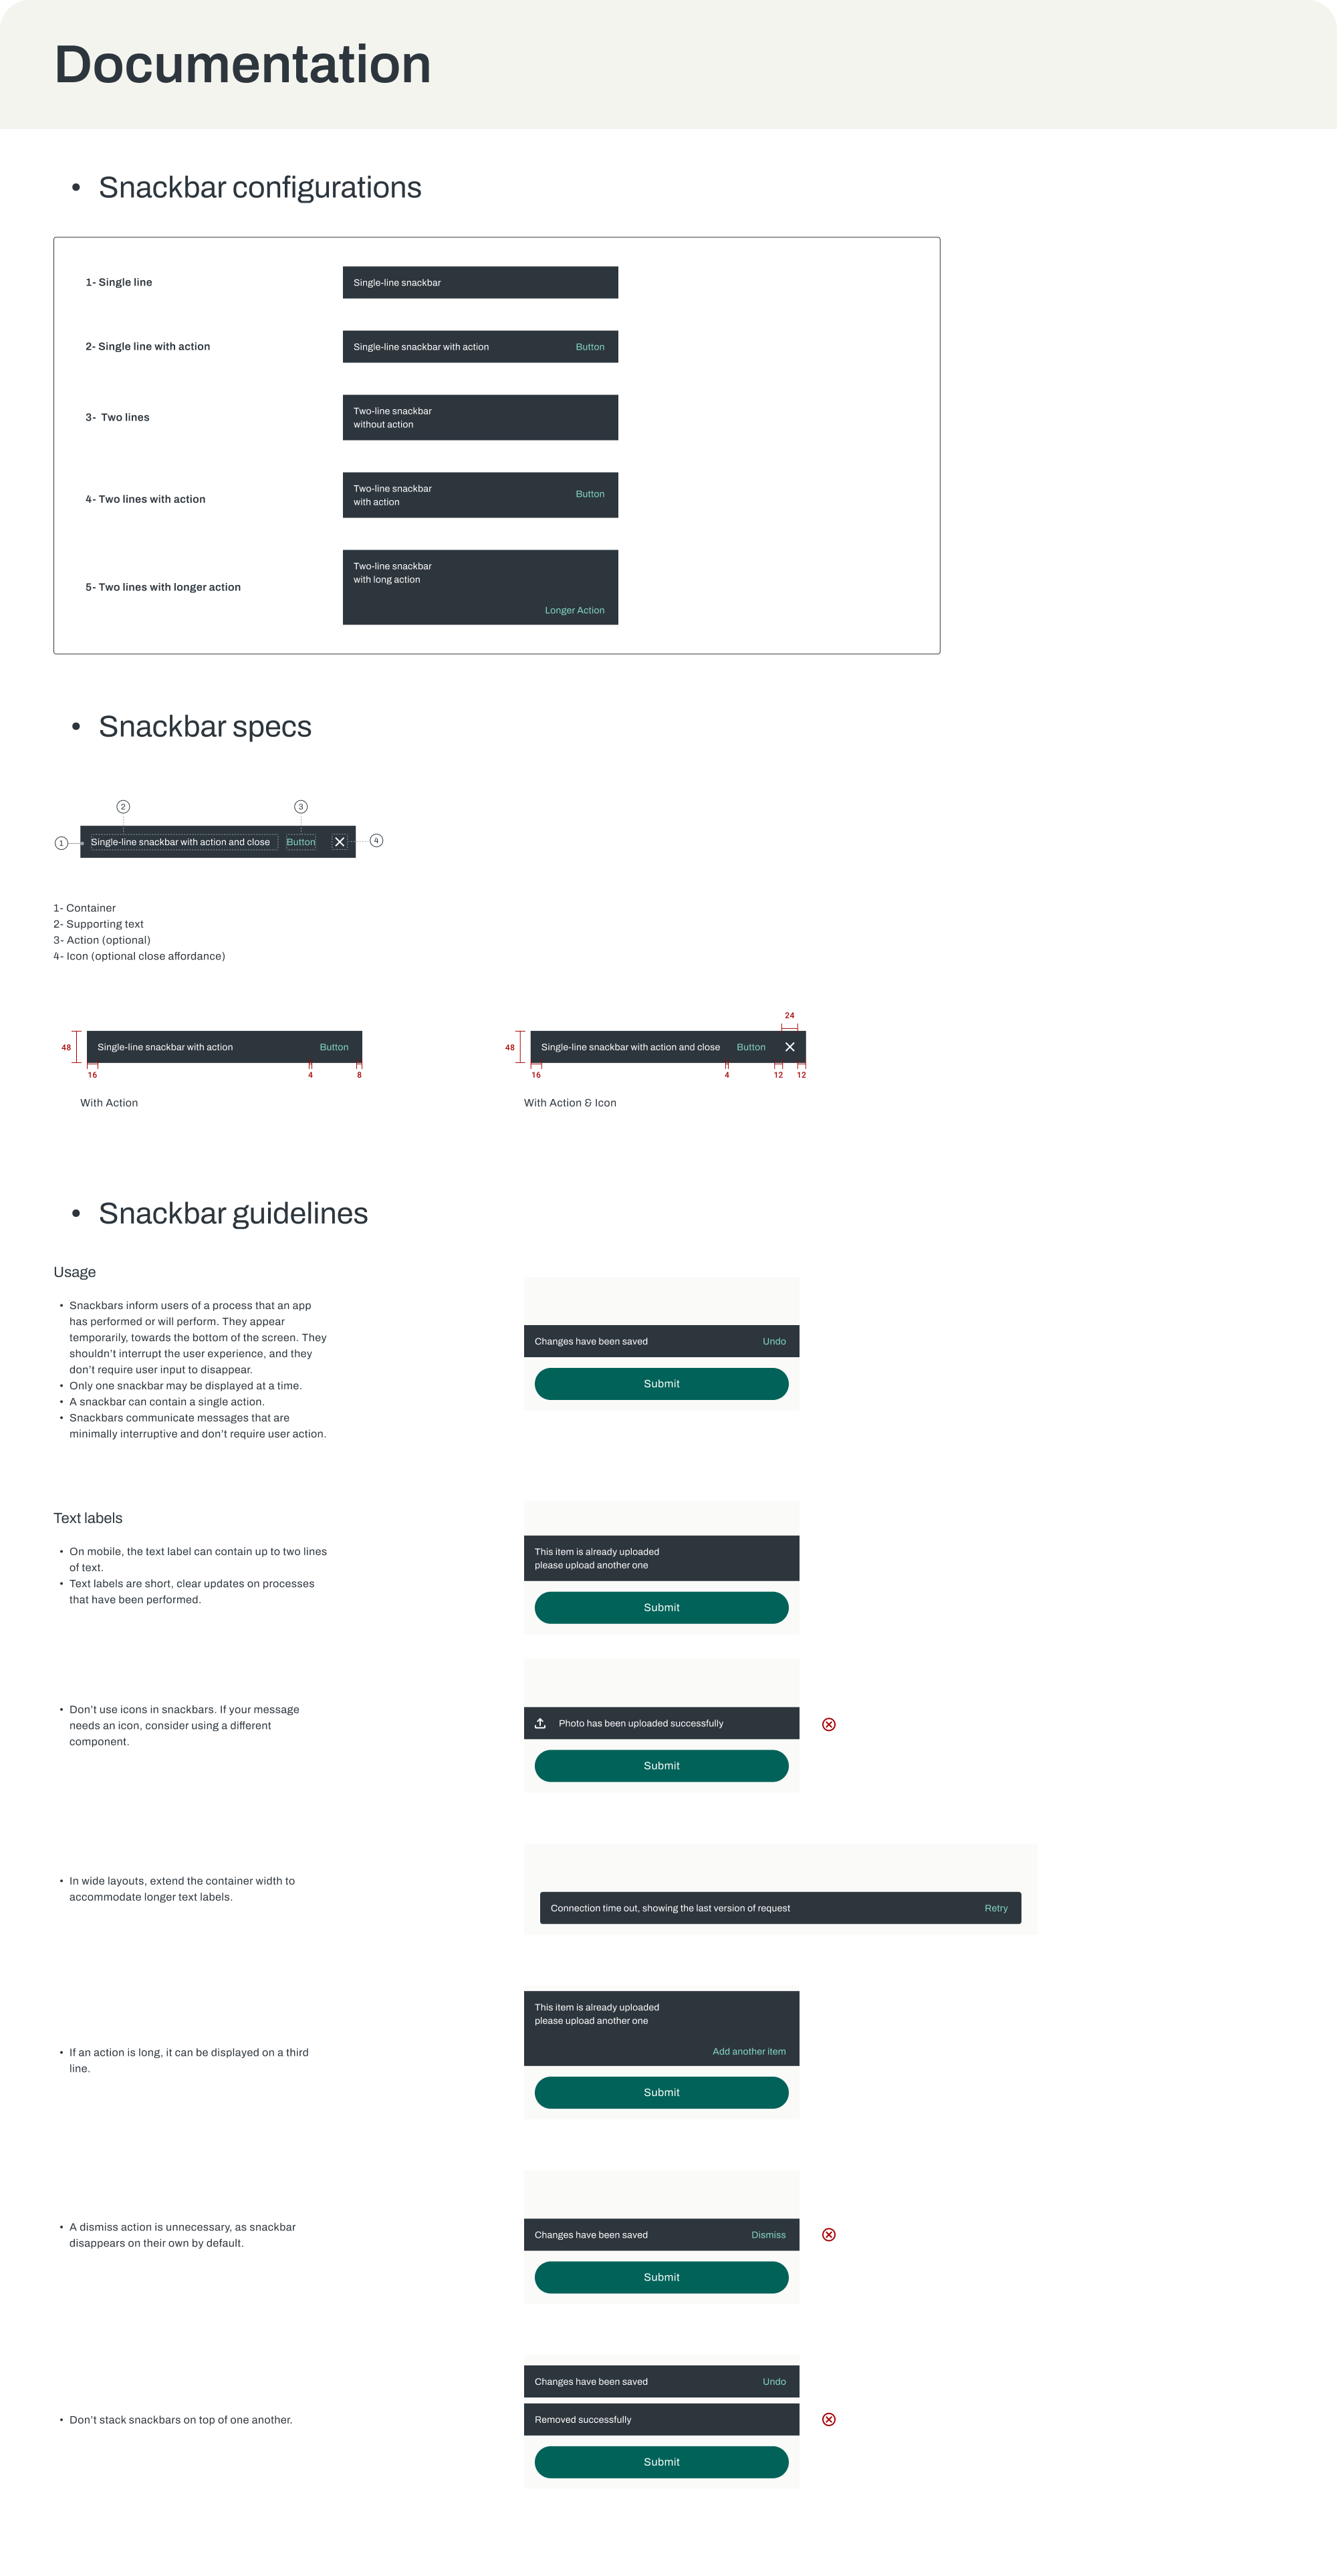 Documentation
• Snackbar configurations
1- Single line
Single-line snackbar
2- Single line with action
Single-line snackbar with action
Button
3-  Two lines
Two-line snackbar
without action
4- Two lines with action
Two-line snackbar
with action
Button
5- Two lines with longer action
Two-line snackbar
with long action
Longer Action
• Snackbar specs
2
3
1
Single-line snackbar with action and close
Button
4
1- Container
2- Supporting text
3- Action (optional)
4- Icon (optional close affordance)
48
Single-line snackbar with action
Button
16
4
8
With Action
24
48
Single-line snackbar with action and close
Button
16
4
12
12
With Action & Icon
• Snackbar guidelines
Usage
• Snackbars inform users of a process that an app
has performed or will perform. They appear
temporarily, towards the bottom of the screen. They
shouldn’t interrupt the user experience, and they
don’t require user input to disappear.
• Only one snackbar may be displayed at a time.
• A snackbar can contain a single action.
• Snackbars communicate messages that are
minimally interruptive and don’t require user action.
Changes have been saved
Undo
Submit
Text labels
• On mobile, the text label can contain up to two lines
of text.
• Text labels are short, clear updates on processes
that have been performed.
This item is already uploaded
please upload another one
Submit
• Don’t use icons in snackbars. If your message
needs an icon, consider using a different
component.
Photo has been uploaded successfully
Submit
• In wide layouts, extend the container width to
accommodate longer text labels.
Connection time out, showing the last version of request
Retry
• If an action is long, it can be displayed on a third
line.
This item is already uploaded
please upload another one
Add another item
Submit
• A dismiss action is unnecessary, as snackbar
disappears on their own by default.
Changes have been saved
Dismiss
Submit
• Don’t stack snackbars on top of one another.
Changes have been saved
Undo
Removed successfully
Submit